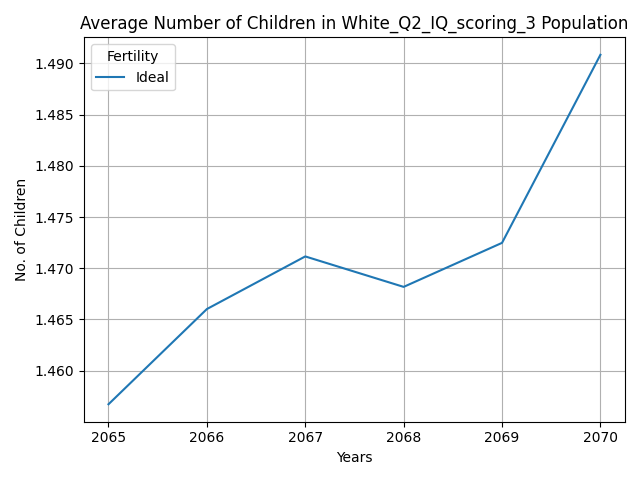 Average Number of Children in White_Q2_IQ_scoring_3 Population
Fertility
Ideal
1.490
1.485
1.480
1.475
1.470
1.465
1.460
No. of Children
2065 2066 2067 2068 2069 2070
Years